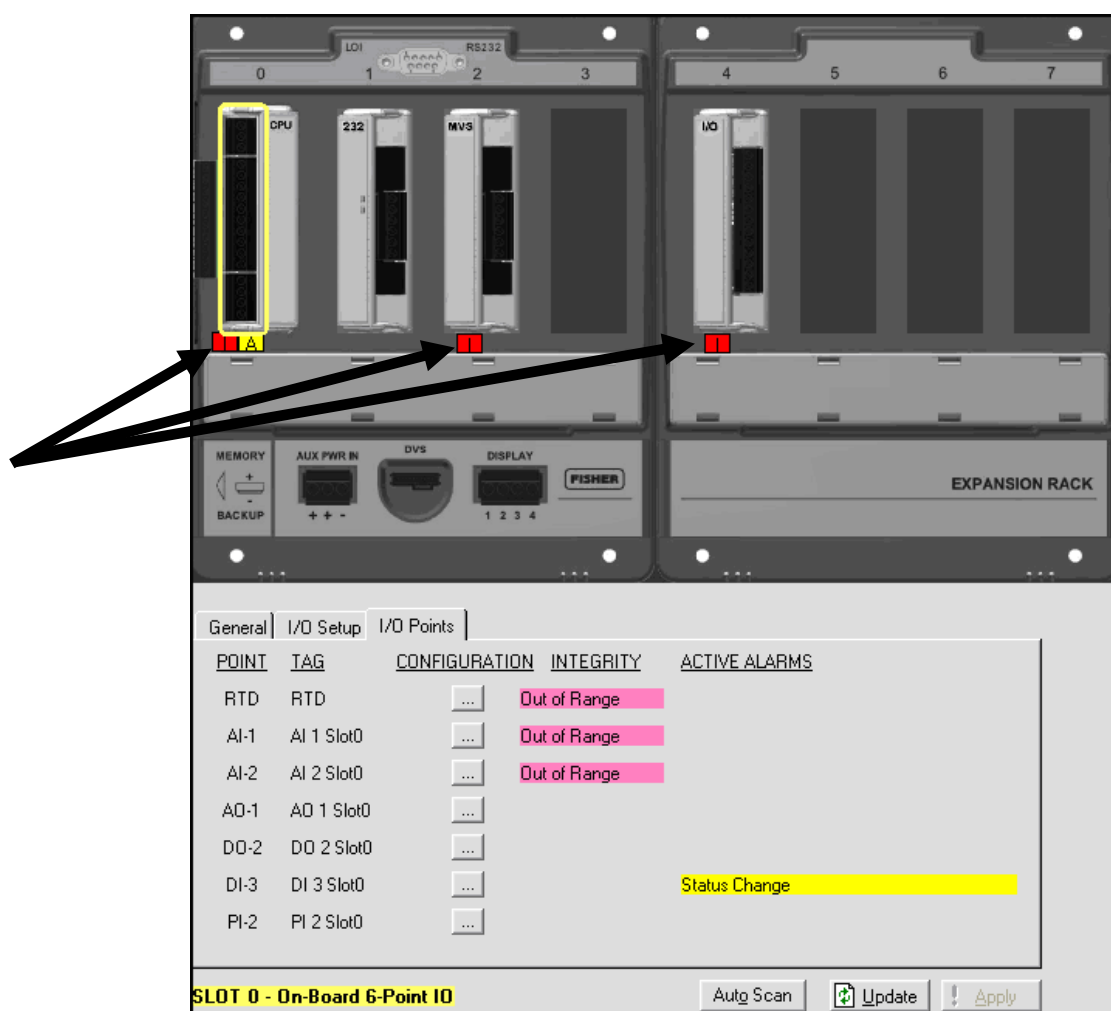 LOI RS232
0 1 2 3 4 5 6 7
CPU 232 MVS I/O
I A I I
MEMORY AUX PWR IN DVS DISPLAY FISHER
+
-
EXPANSION RACK
BACKUP + + - 1 2 3 4
General I/O Setup I/O Points
POINT TAG CONFIGURATION INTEGRITY ACTIVE ALARMS
RTD RTD ... Out of Range
AI-1 AI 1 Slot0 ... Out of Range
AI-2 AI 2 Slot0 ... Out of Range
AO-1 AO 1 Slot0 ...
DO-2 DO 2 Slot0 ...
DI-3 DI 3 Slot0 ... Status Change
PI-2 PI 2 Slot0 ...
SLOT 0 - On-Board 6-Point IO Auto Scan Update ! Apply